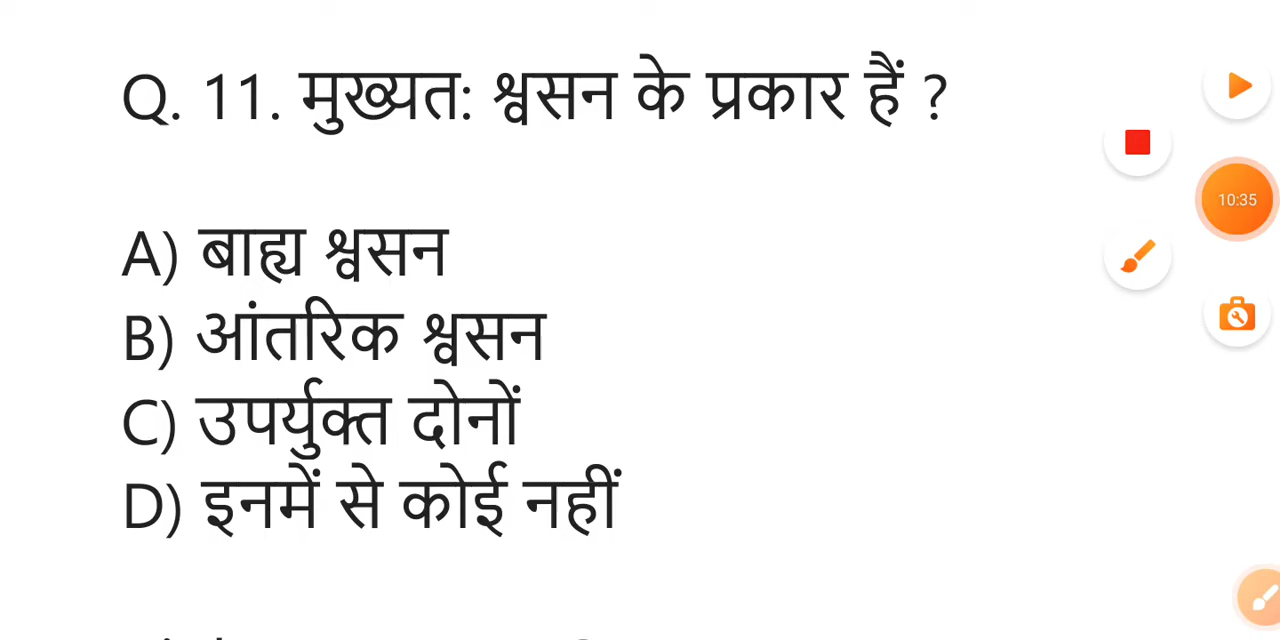 Q. 11. मुख्यत: श्वसन के प्रकार हैं ?
A) बाह्य श्वसन
B) आंतरिक श्वसन
C) उपर्युक्त दोनों
D) इनमें से कोई नहीं
10:35